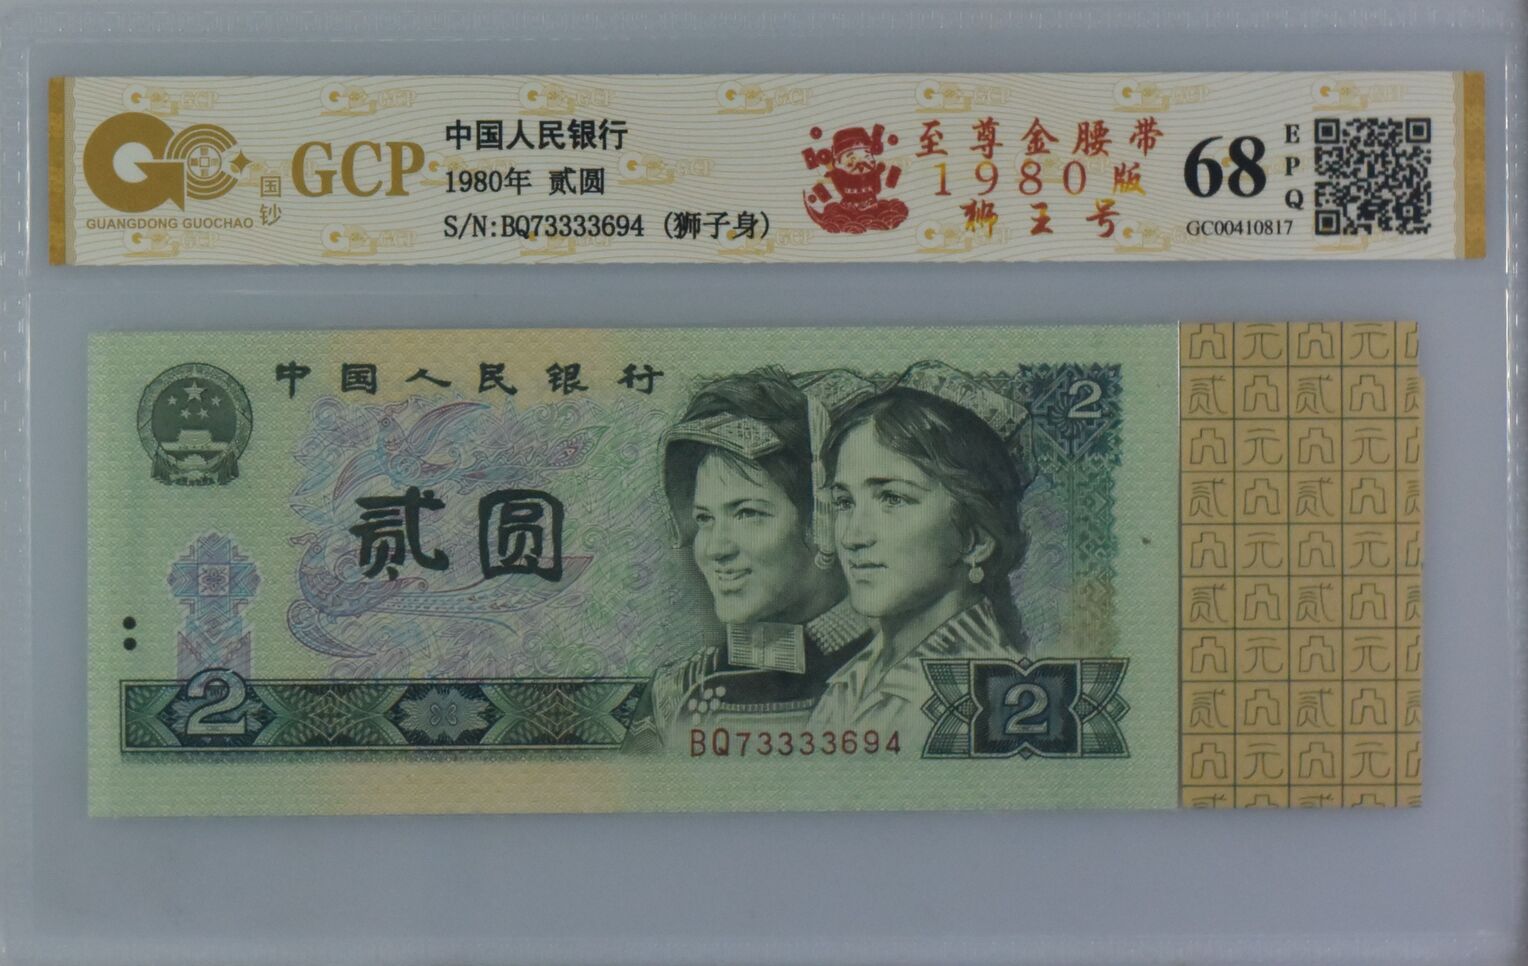 GCP
国钞
GUANGDONG GUOCHAO
中国人民银行
1980年 贰圆
S/N:BQ73333694 (狮子身)
至尊金腰带
1980版
狮王号
68
EPQ
GC00410817
中国人民银行
贰圆
2
2
2
BQ73333694